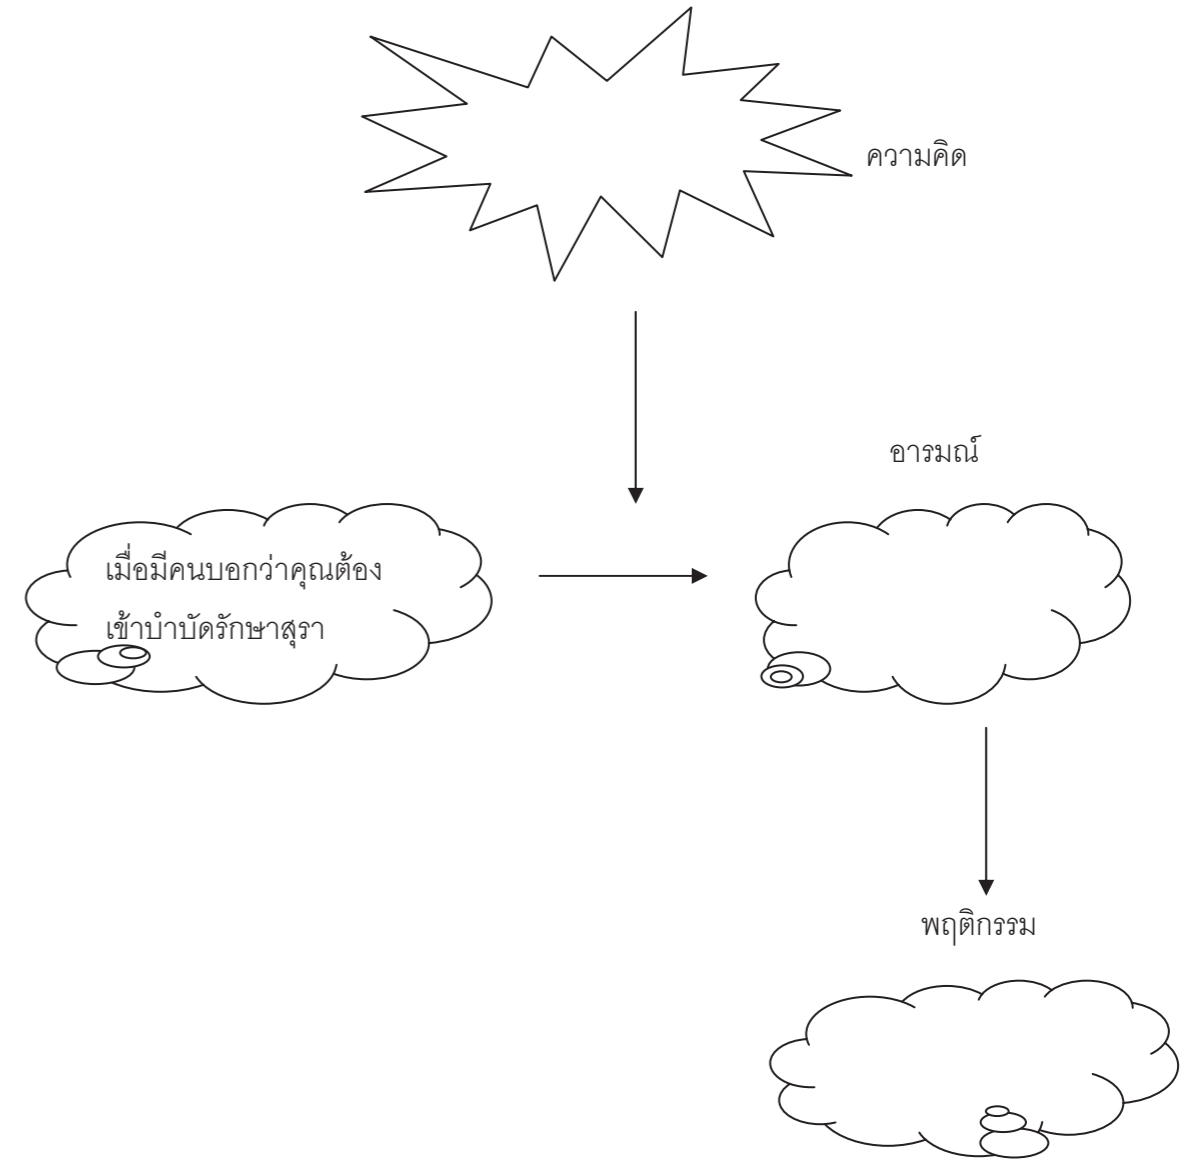 ความคิด
อารมณ์
เมื่อมีคนบอกว่าคุณต้อง
เข้าบำบัดรักษาสุรา
พฤติกรรม